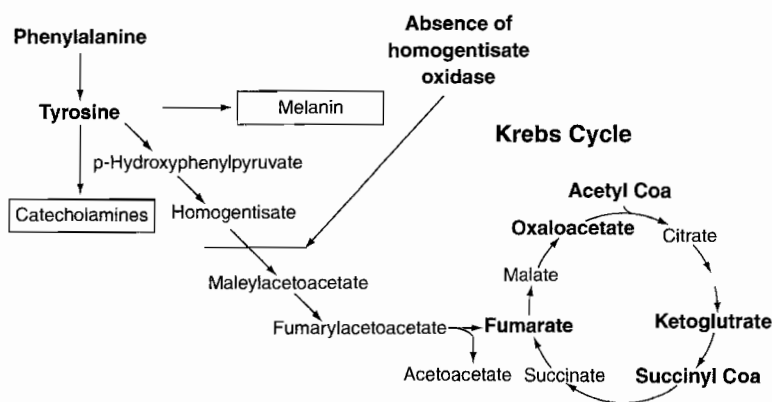 Phenylalanine
Absence of
homogentisate
oxidase
Tyrosine
Melanin
Krebs Cycle
p-Hydroxyphenylpyruvate
Catecholamines
Homogentisate
Acetyl Coa
Oxaloacetate
Citrate
Maleylacetoacetate
Malate
Fumarylacetoacetate
Fumarate
Ketoglutrate
Acetoacetate
Succinate
Succinyl Coa